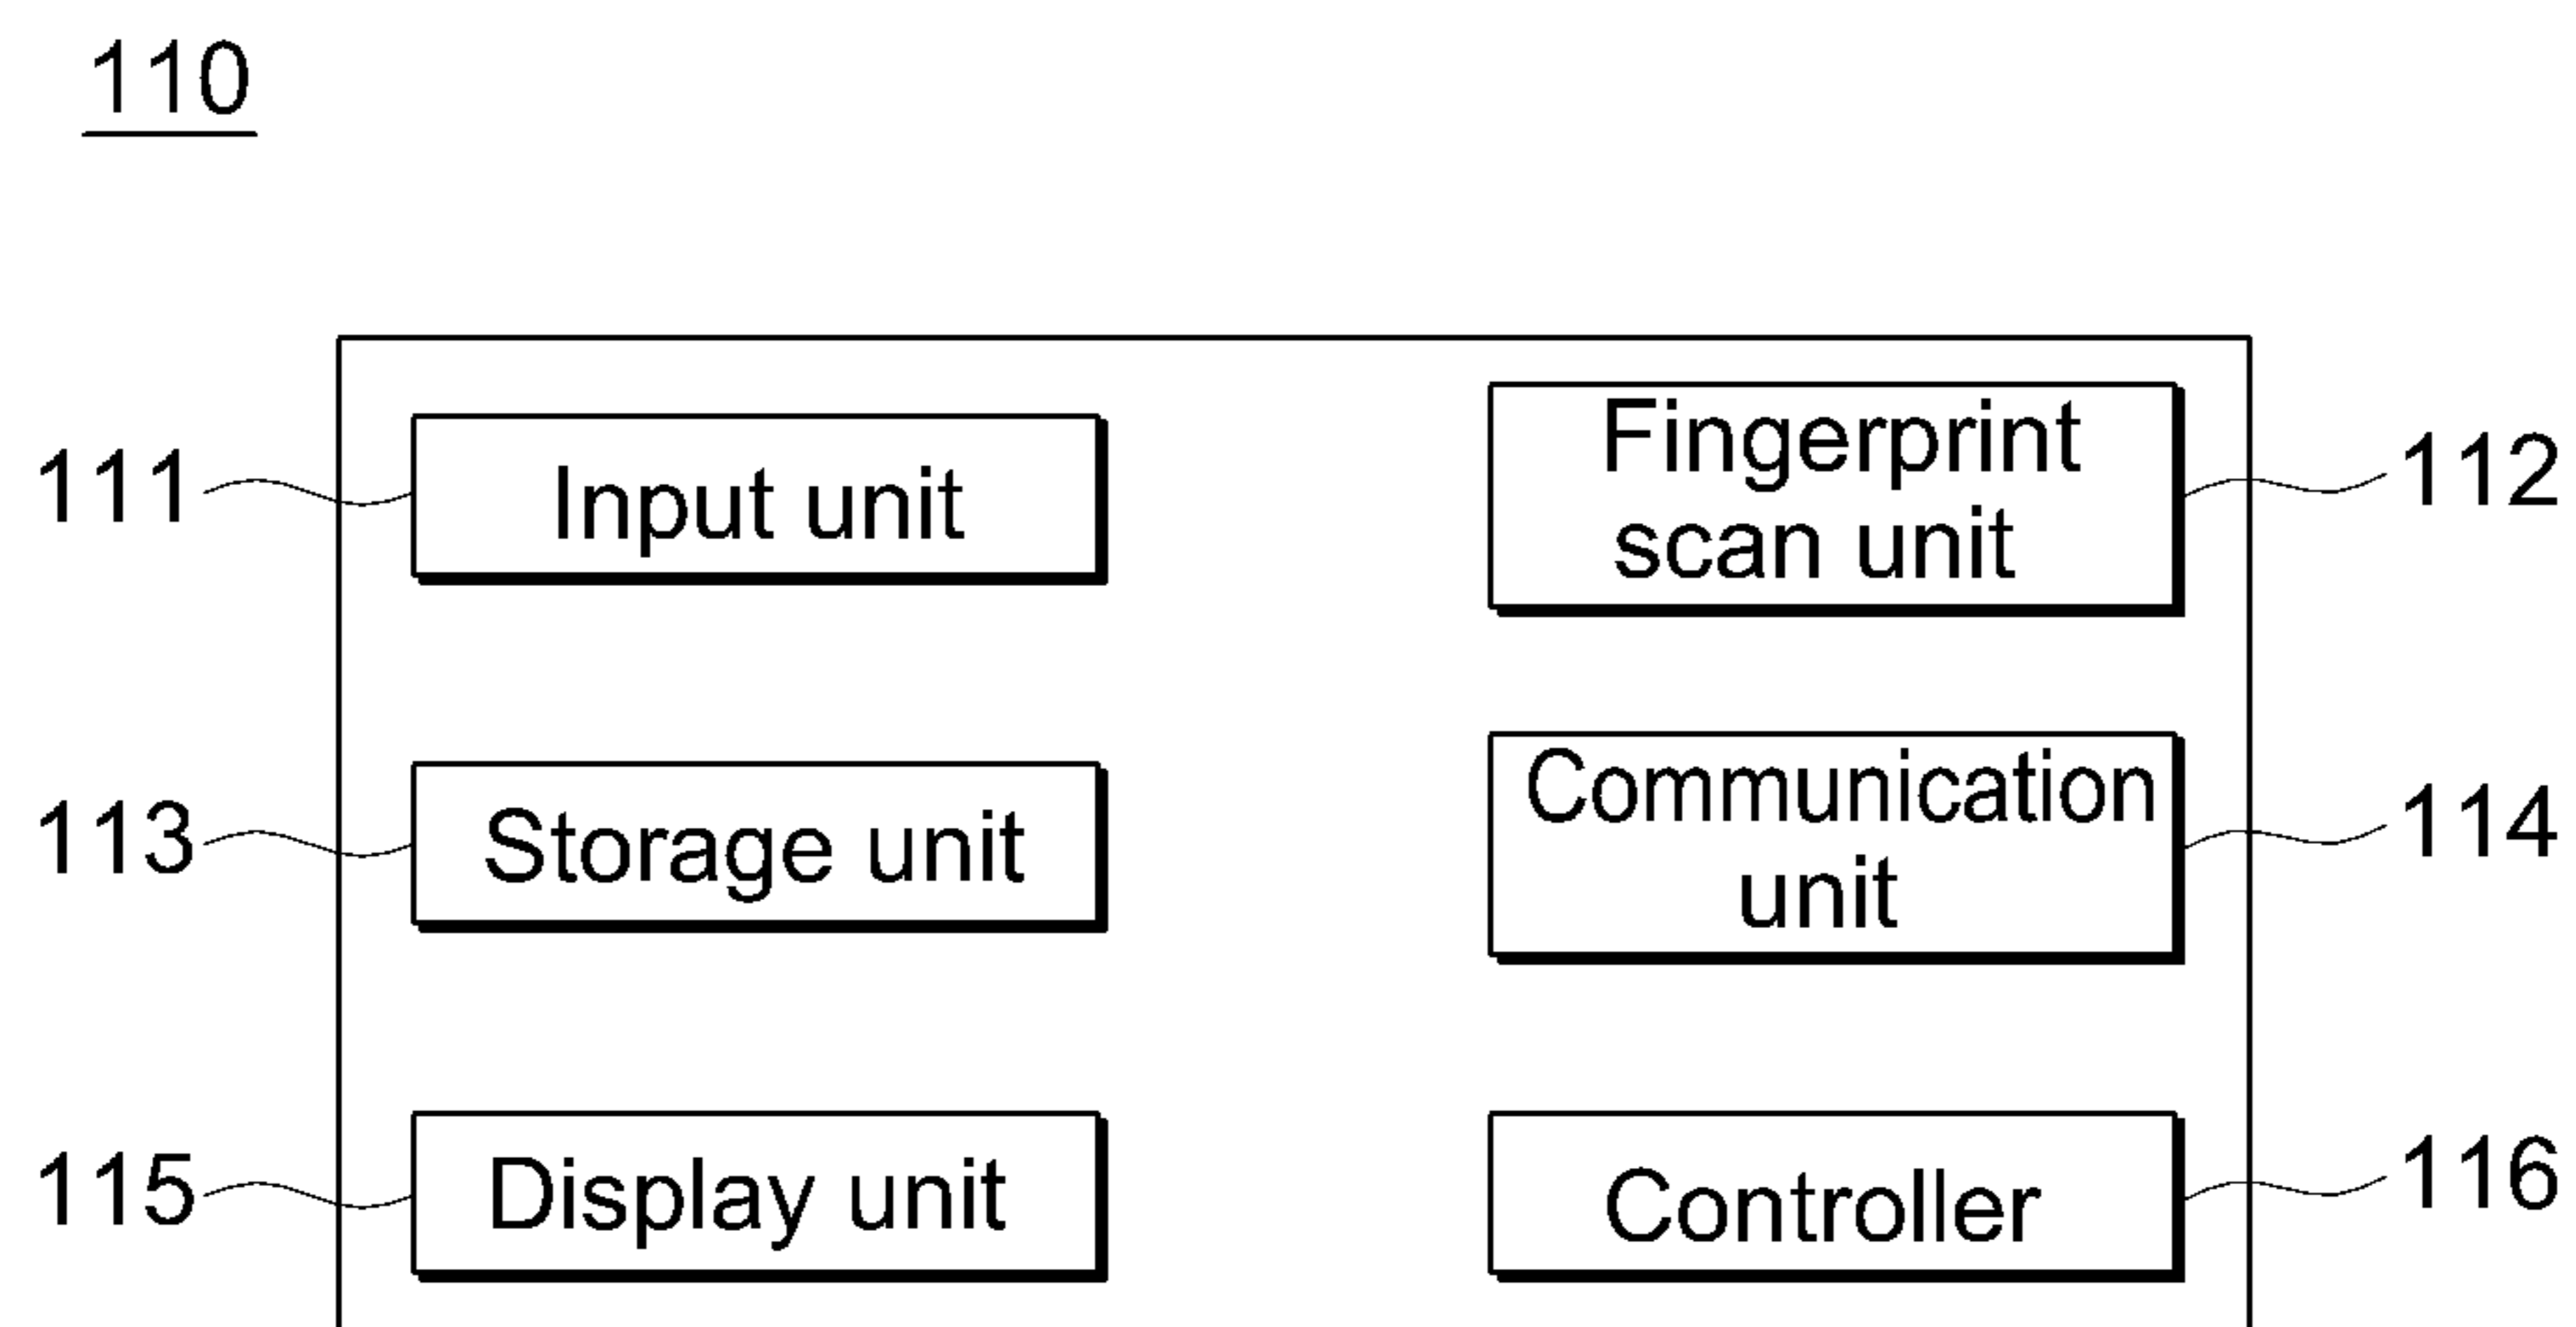 110
111
Input unit
Fingerprint
scan unit
112
113
Storage unit
Communication
unit
114
115
Display unit
Controller
116